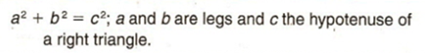 a² + b² = c²; a and b are legs and c the hypotenuse of
a right triangle.